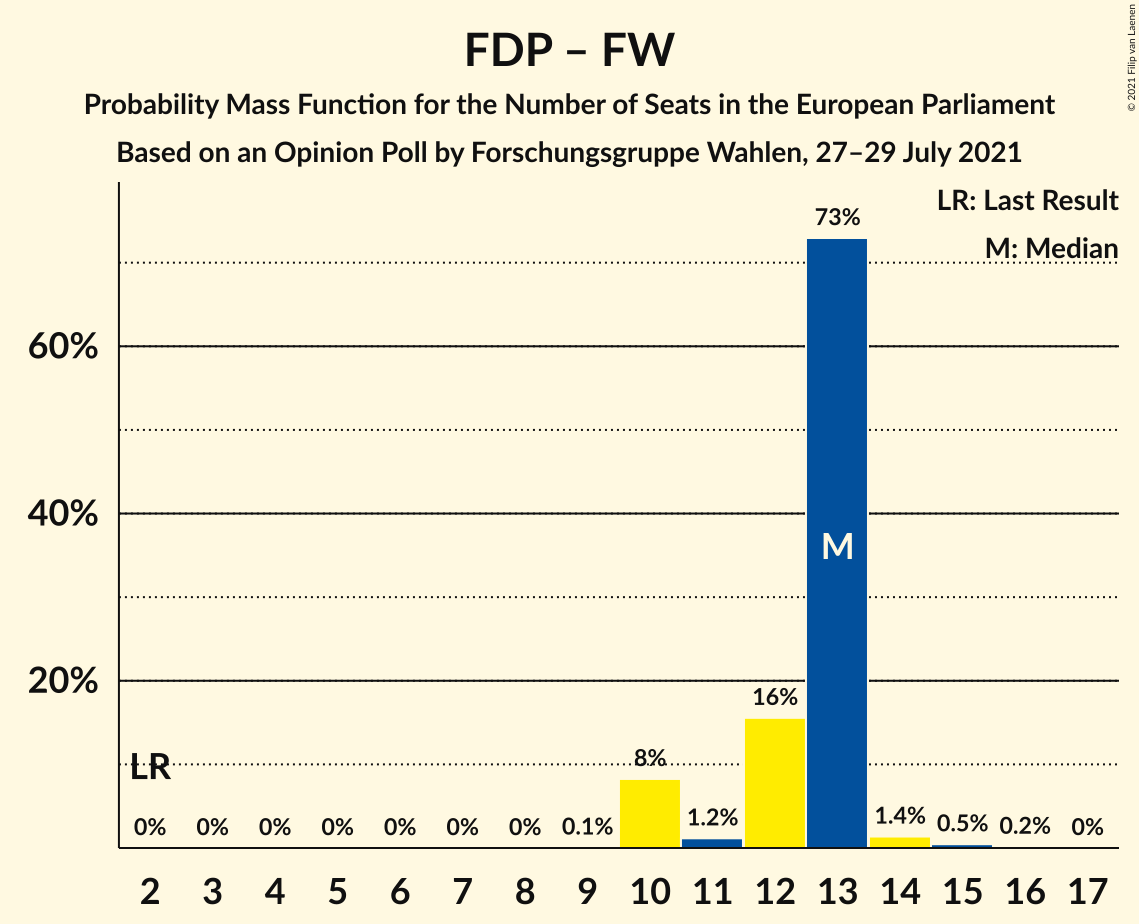 FDP – FW
Probability Mass Function for the Number of Seats in the European Parliament
Based on an Opinion Poll by Forschungsgruppe Wahlen, 27–29 July 2021
© 2021 Filip van Laenen
LR: Last Result
M: Median
73%
60%
40%
M
20%
16%
LR
8%
0%
0%
0%
0%
0%
0%
0%
0.1%
1.2%
1.4%
0.5%
0.2%
0%
2 3 4 5 6 7 8 9 10 11 12 13 14 15 16 17